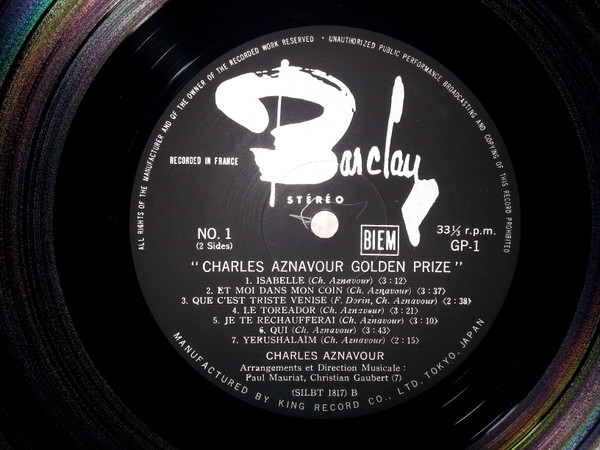 ALL RIGHTS OF THE MANUFACTURER AND OF THE OWNER OF THE RECORDED WORK RESERVED · UNAUTHORIZED PUBLIC PERFORMANCE BROADCASTING AND COPYING OF THIS RECORD PROHIBITED
Barclay
RECORDED IN FRANCE
STÉRÉO
NO. 1
(2 Sides)
BIEM
33⅓ r.p.m.
GP-1
"CHARLES AZNAVOUR GOLDEN PRIZE"
1. ISABELLE (Ch. Aznavour) 〈3:12〉
2. ET MOI DANS MON COIN (Ch. Aznavour) 〈3:37〉
3. QUE C'EST TRISTE VENISE (F. Dorin, Ch. Aznavour) 〈2:38〉
4. LE TOREADOR (Ch. Aznavour) 〈3:21〉
5. JE TE RÉCHAUFFERAI (Ch. Aznavour) 〈3:10〉
6. QUI (Ch. Aznavour) 〈3:43〉
7. YERUSHALAÏM (Ch. Aznavour) 〈2:15〉
CHARLES AZNAVOUR
Arrangements et Direction Musicale :
Paul Mauriat, Christian Gaubert (7)
(SILBT 1817) B
MANUFACTURED BY KING RECORD CO., LTD. TOKYO, JAPAN